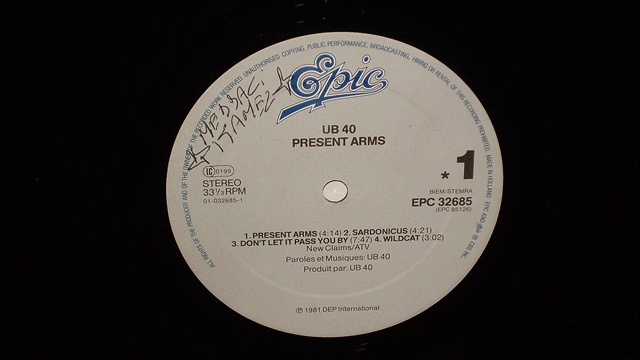 ALL RIGHTS OF THE PRODUCER AND OF THE OWNER OF THE RECORDED WORK RESERVED. UNAUTHORISED COPYING, PUBLIC PERFORMANCE, BROADCASTING, HIRING OR RENTAL OF THIS RECORDING PROHIBITED. MADE IN HOLLAND. EPIC AND
CBS INC.
Epic
UB 40
PRESENT ARMS
LC 0199
STEREO
33⅓ RPM
01-032685-1
* 1
BIEM/STEMRA
EPC 32685
(EPC 85126)
1. PRESENT ARMS (4:14) 2. SARDONICUS (4:21)
3. DON'T LET IT PASS YOU BY (7:47) 4. WILDCAT (3:02)
New Claims/ATV
Paroles et Musiques: UB 40
Produit par: UB 40
℗ 1981 DEP International